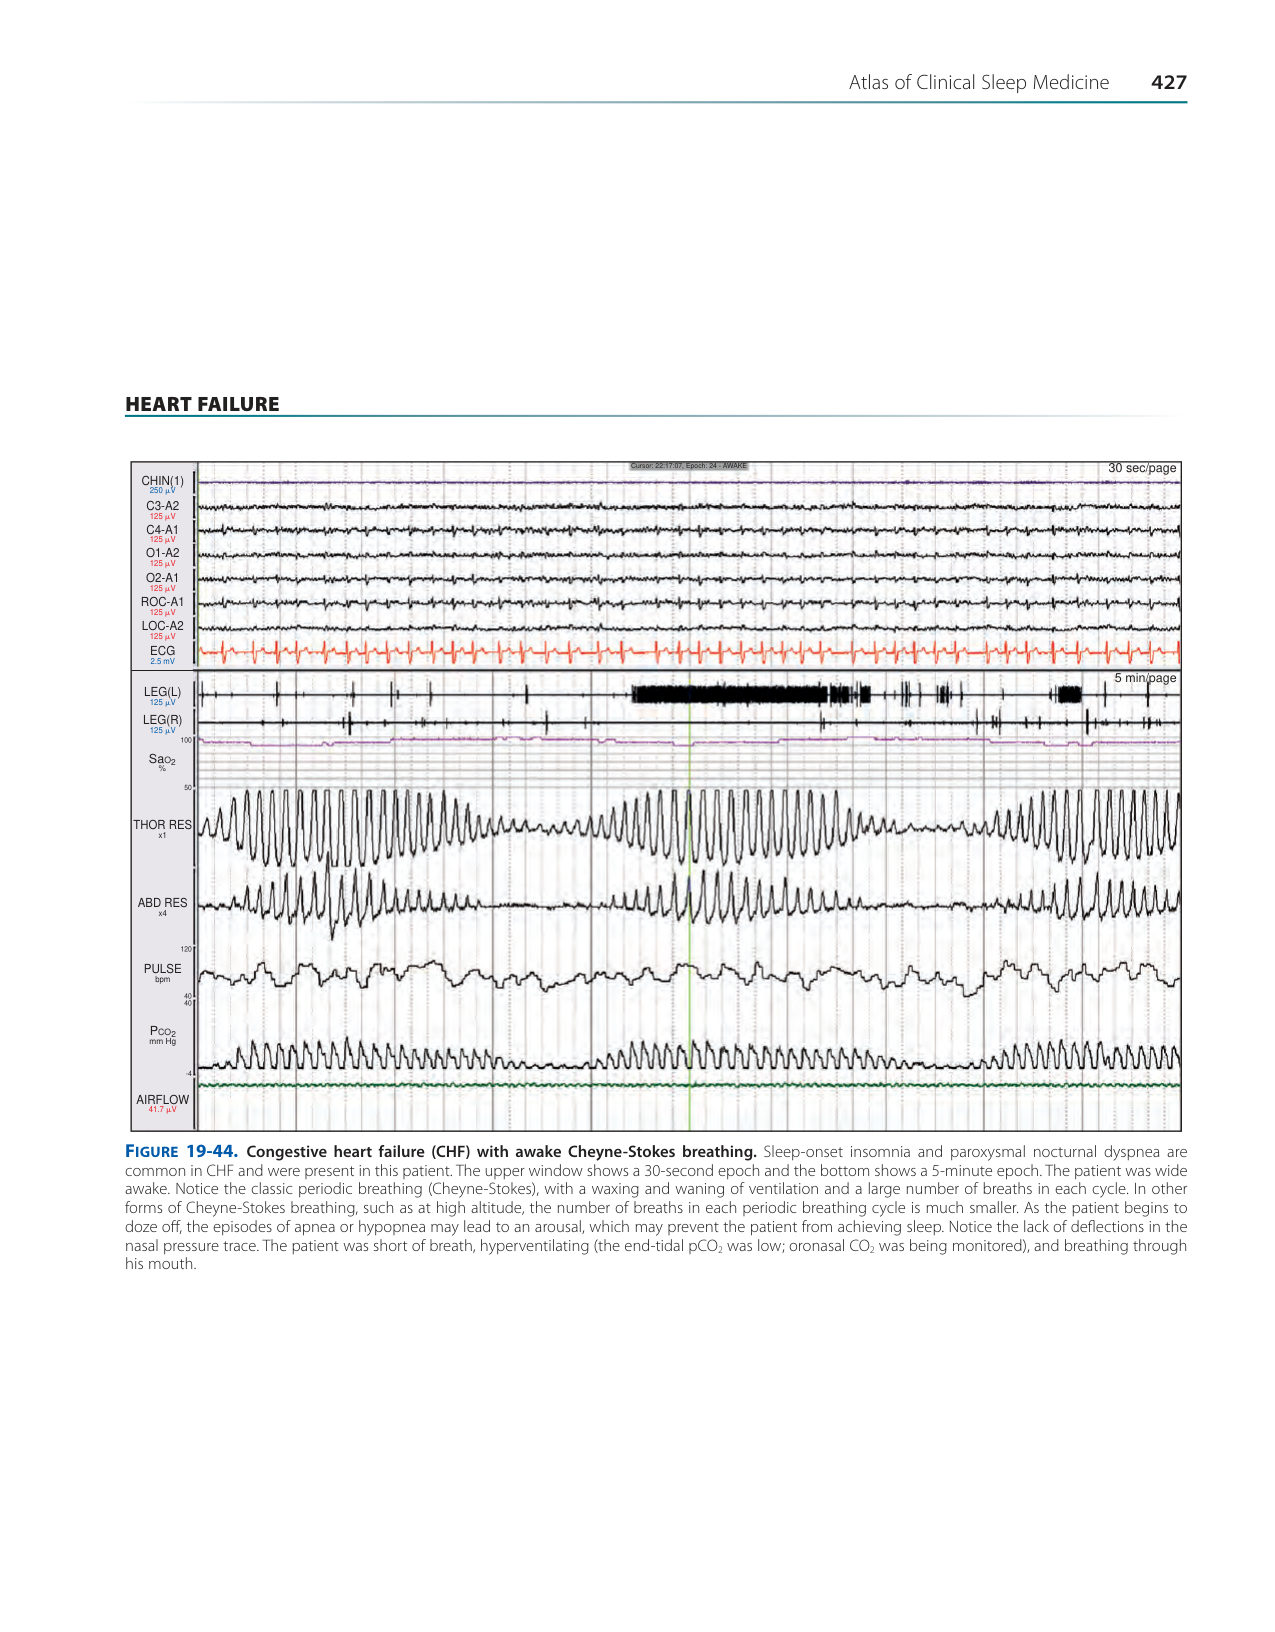 Atlas of Clinical Sleep Medicine 427
HEART FAILURE
Cursor: 22:17:07, Epoch: 24 - AWAKE
30 sec/page
CHIN(1)
250 µV
C3-A2
125 µV
C4-A1
125 µV
O1-A2
125 µV
O2-A1
125 µV
ROC-A1
125 µV
LOC-A2
125 µV
ECG
2.5 mV
5 min/page
LEG(L)
125 µV
LEG(R)
125 µV
100
SaO2
%
50
THOR RES
x1
ABD RES
x4
120
PULSE
bpm
40
40
PCO2
mm Hg
-4
AIRFLOW
41.7 µV
FIGURE 19-44. Congestive heart failure (CHF) with awake Cheyne-Stokes breathing. Sleep-onset insomnia and paroxysmal nocturnal dyspnea are
common in CHF and were present in this patient. The upper window shows a 30-second epoch and the bottom shows a 5-minute epoch. The patient was wide
awake. Notice the classic periodic breathing (Cheyne-Stokes), with a waxing and waning of ventilation and a large number of breaths in each cycle. In other
forms of Cheyne-Stokes breathing, such as at high altitude, the number of breaths in each periodic breathing cycle is much smaller. As the patient begins to
doze off, the episodes of apnea or hypopnea may lead to an arousal, which may prevent the patient from achieving sleep. Notice the lack of deflections in the
nasal pressure trace. The patient was short of breath, hyperventilating (the end-tidal pCO2 was low; oronasal CO2 was being monitored), and breathing through
his mouth.